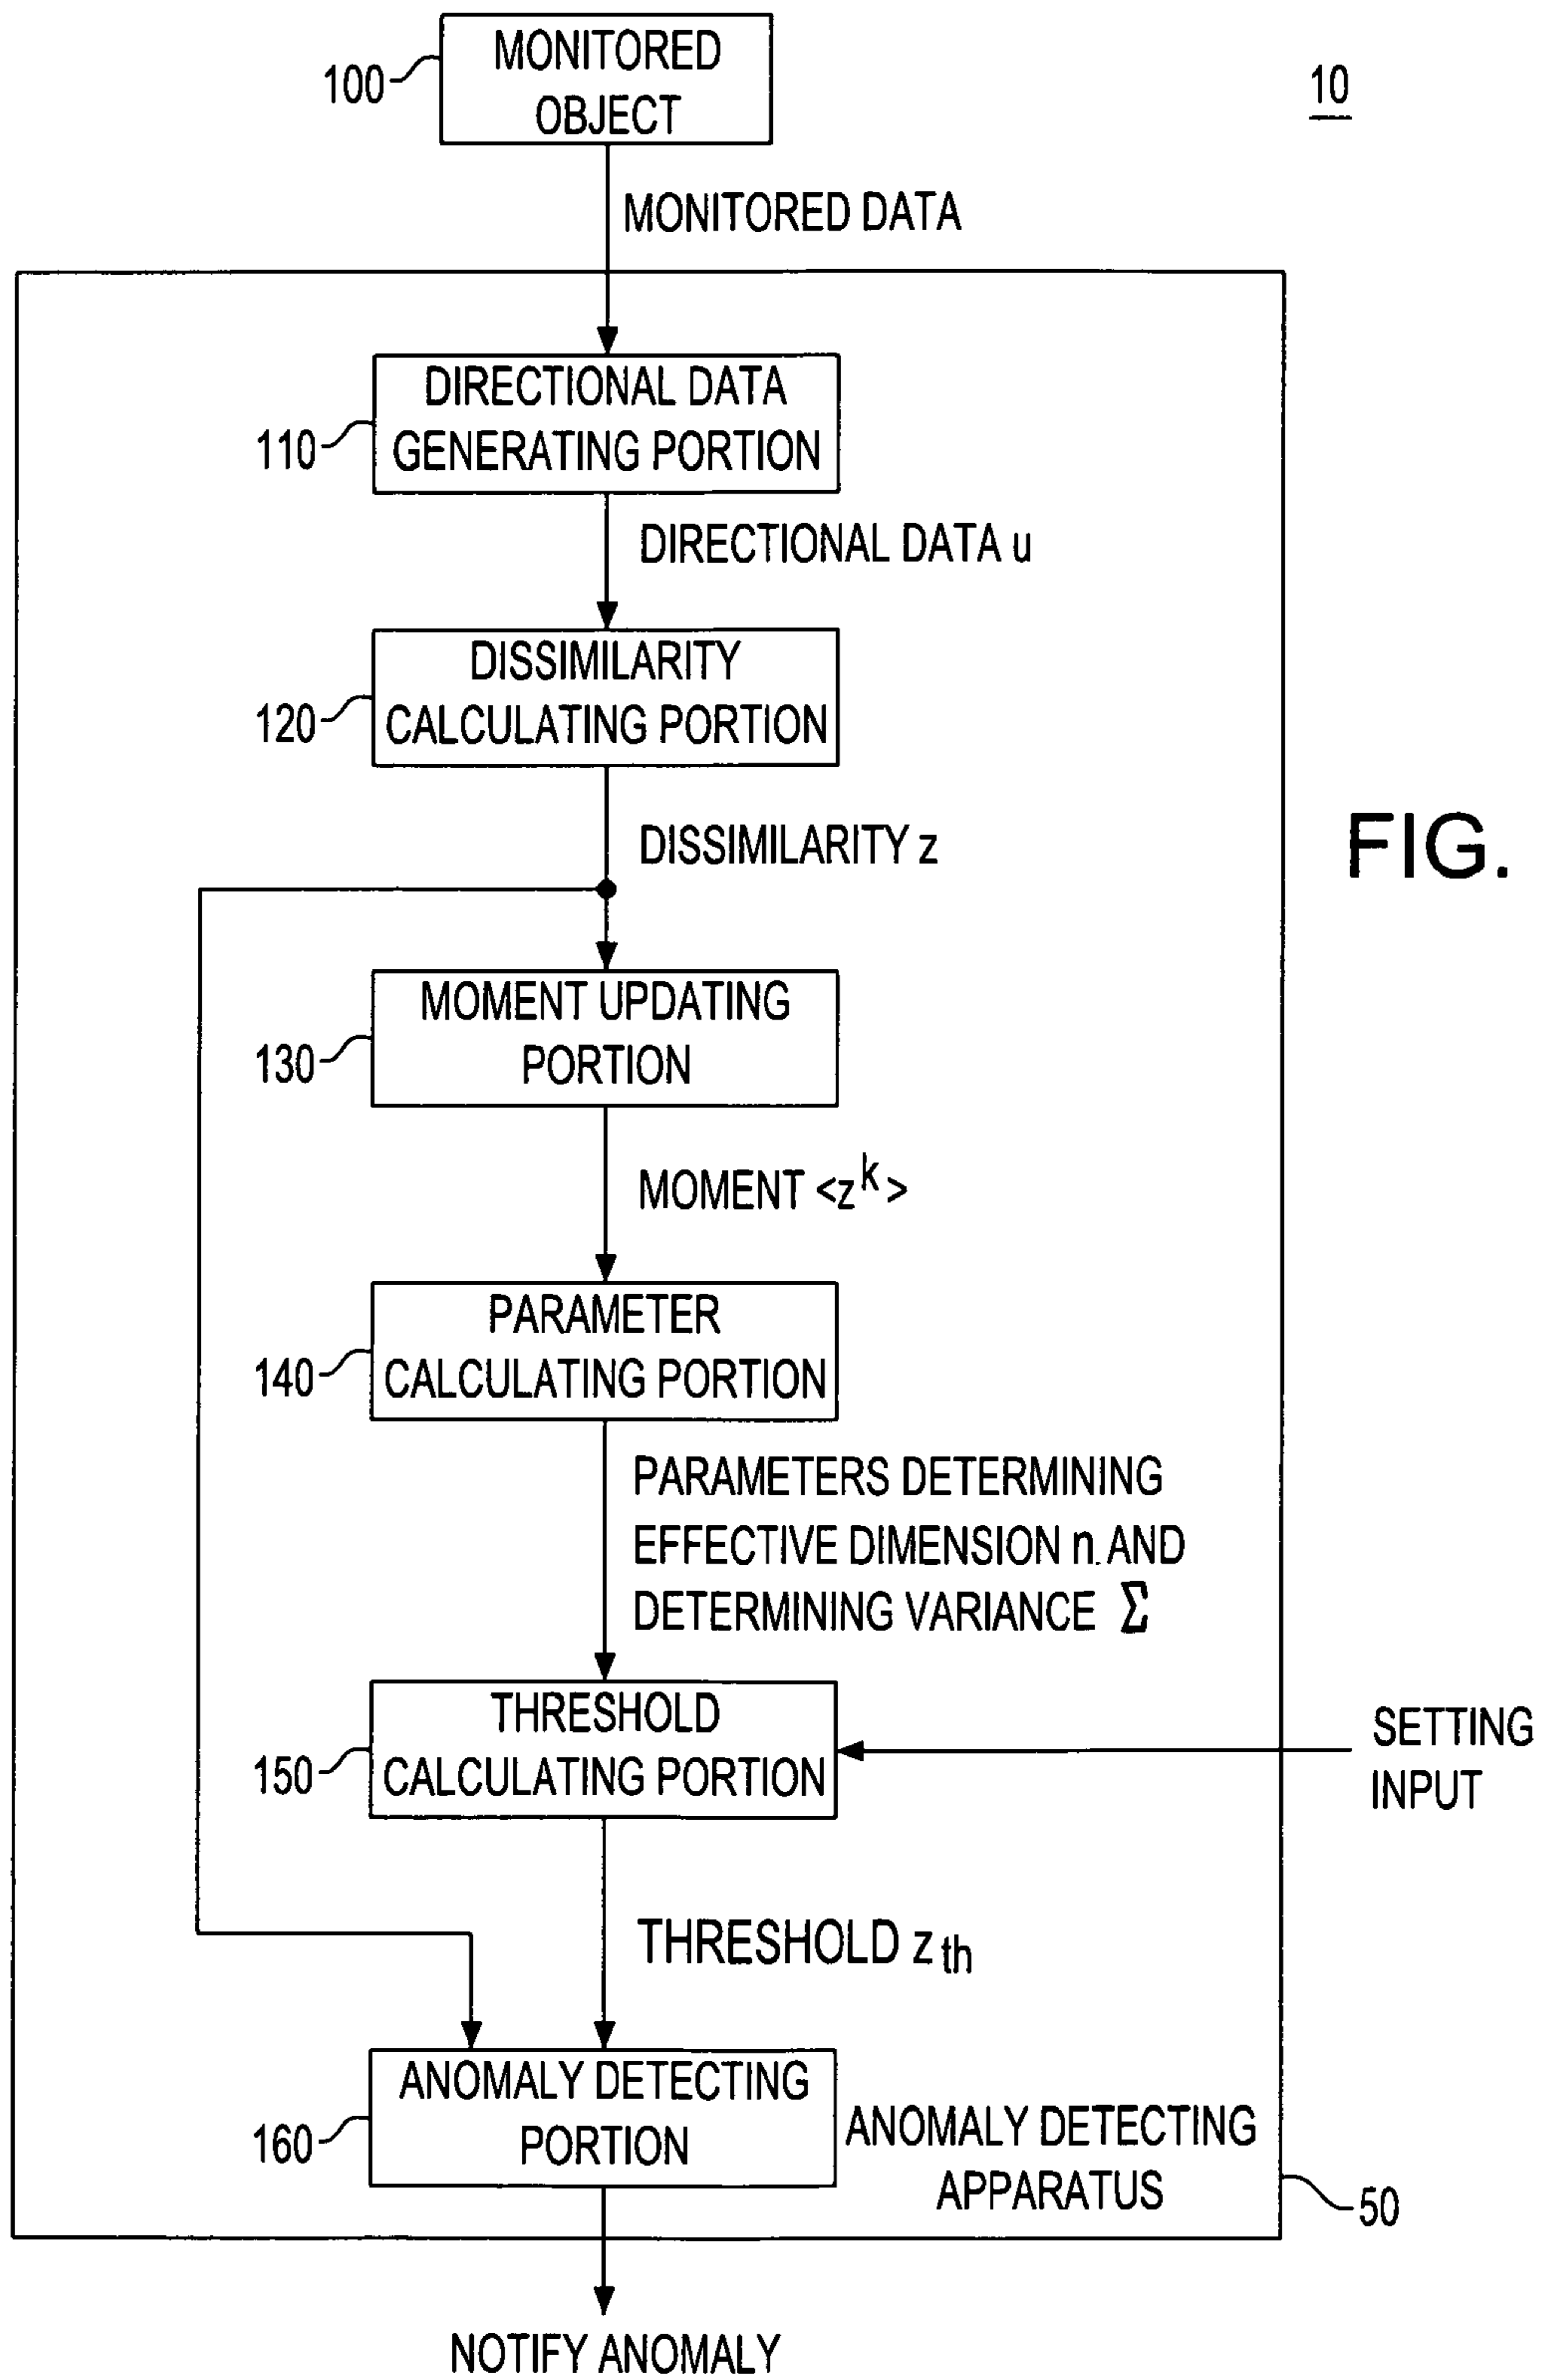 MONITORED
OBJECT
100
10
MONITORED DATA
DIRECTIONAL DATA
GENERATING PORTION
110
DIRECTIONAL DATA u
DISSIMILARITY
CALCULATING PORTION
120
DISSIMILARITY z
FIG.
MOMENT UPDATING
PORTION
130
MOMENT <z^k>
PARAMETER
CALCULATING PORTION
140
PARAMETERS DETERMINING
EFFECTIVE DIMENSION n. AND
DETERMINING VARIANCE Σ
THRESHOLD
CALCULATING PORTION
150
SETTING
INPUT
THRESHOLD z_th
ANOMALY DETECTING
PORTION
160
ANOMALY DETECTING
APPARATUS
50
NOTIFY ANOMALY